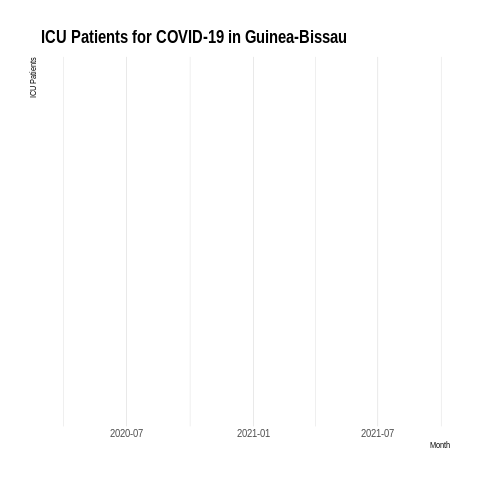 ICU Patients for COVID-19 in Guinea-Bissau
ICU Patients
2020-07
2021-01
2021-07
Month